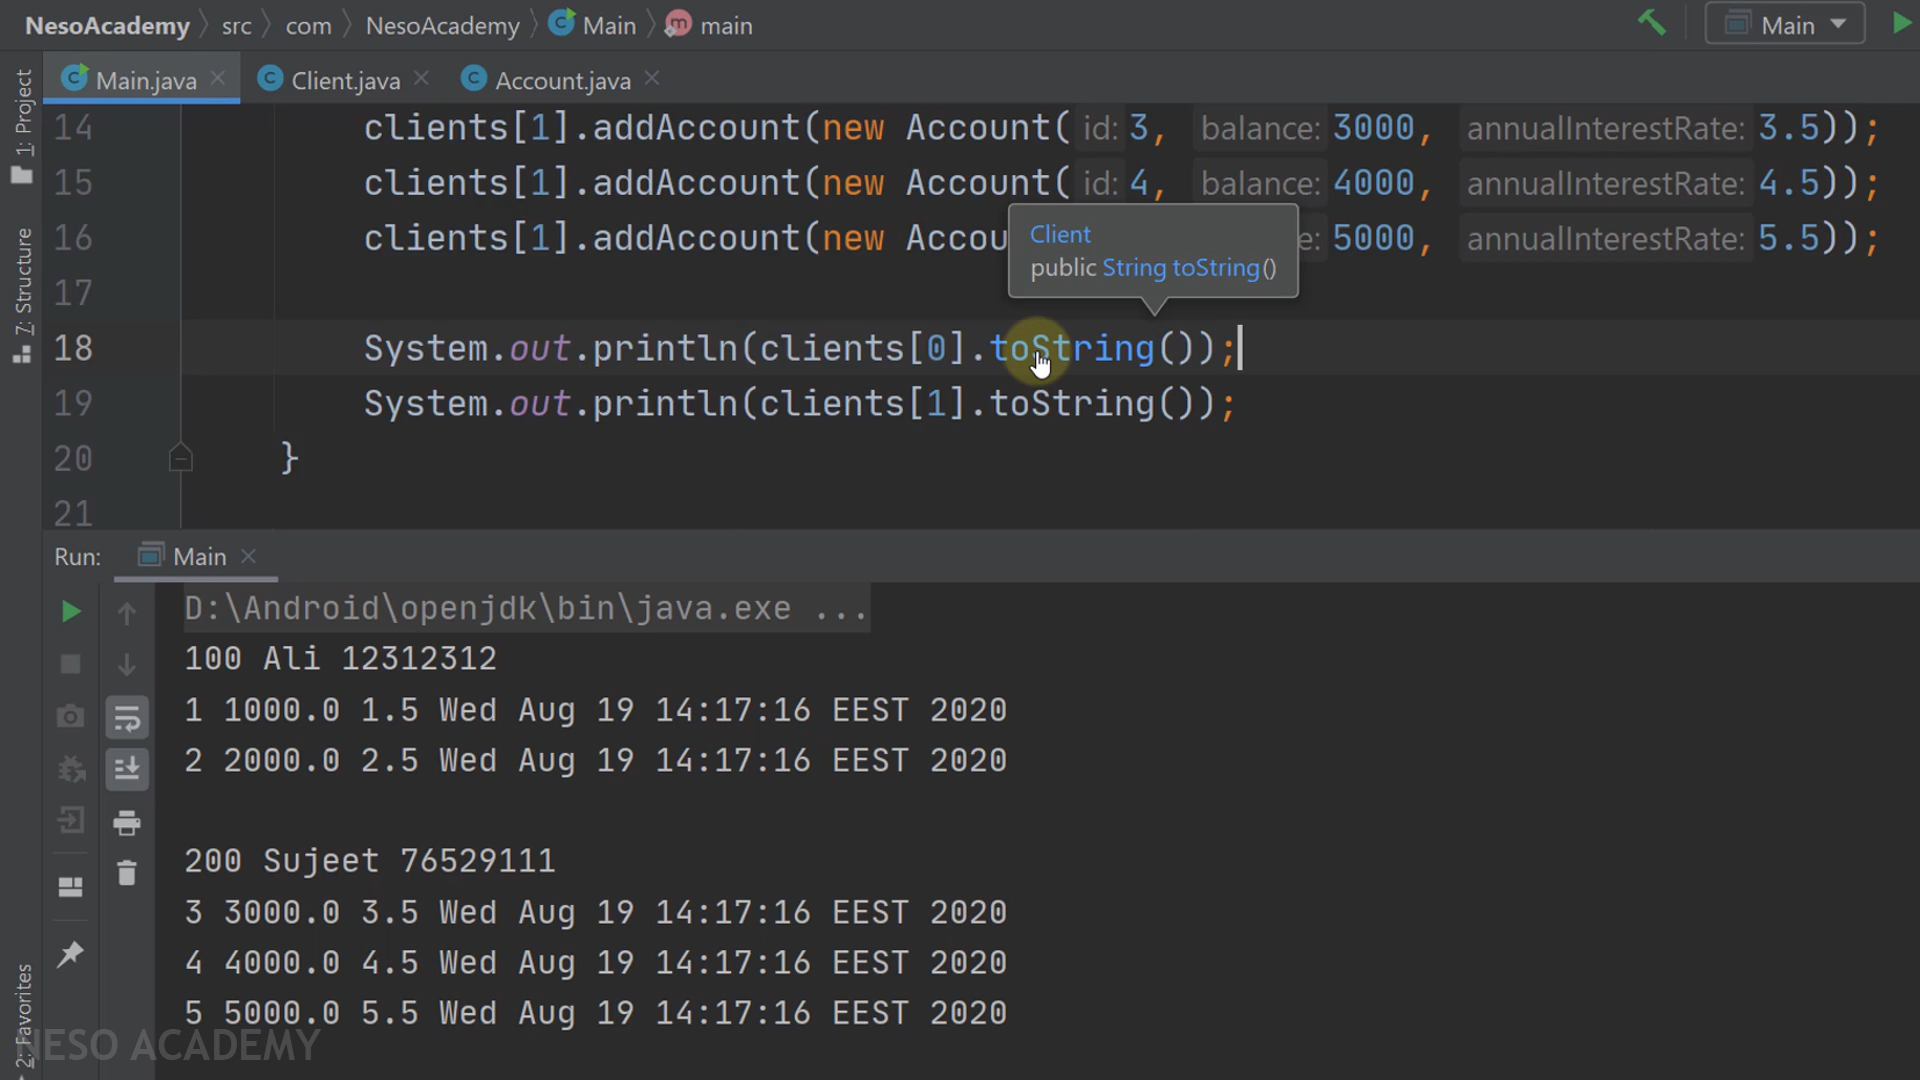 NesoAcademy src com NesoAcademy Main main Main
Main.java Client.java Account.java
1: Project
7: Structure
2: Favorites
14 clients[1].addAccount(new Account( id: 3, balance: 3000, annualInterestRate: 3.5));
15 clients[1].addAccount(new Account( id: 4, balance: 4000, annualInterestRate: 4.5));
16 clients[1].addAccount(new Accou e: 5000, annualInterestRate: 5.5));
Client
public String toString()
17
18 System.out.println(clients[0].toString());
19 System.out.println(clients[1].toString());
20 }
21
Run: Main
D:\Android\openjdk\bin\java.exe ...
100 Ali 12312312
1 1000.0 1.5 Wed Aug 19 14:17:16 EEST 2020
2 2000.0 2.5 Wed Aug 19 14:17:16 EEST 2020
200 Sujeet 76529111
3 3000.0 3.5 Wed Aug 19 14:17:16 EEST 2020
4 4000.0 4.5 Wed Aug 19 14:17:16 EEST 2020
5 5000.0 5.5 Wed Aug 19 14:17:16 EEST 2020
NESO ACADEMY